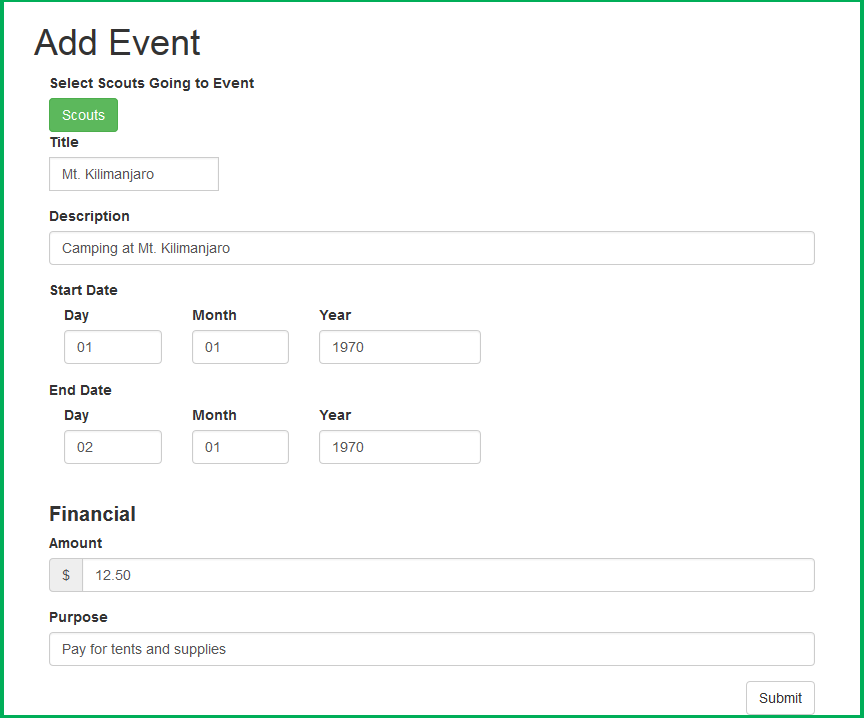 Add Event
Select Scouts Going to Event
Scouts
Title
Mt. Kilimanjaro
Description
Camping at Mt. Kilimanjaro
Start Date
Day Month Year
01 01 1970
End Date
Day Month Year
02 01 1970
Financial
Amount
$ 12.50
Purpose
Pay for tents and supplies
Submit